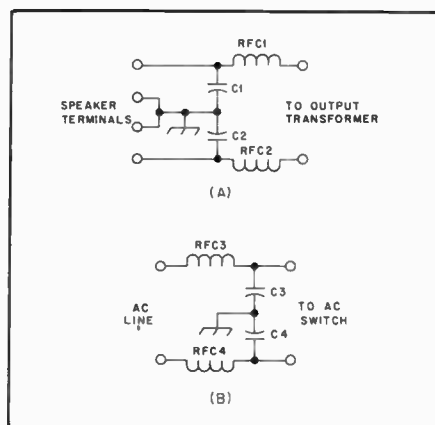 RFC1
C1
SPEAKER
TERMINALS
TO OUTPUT
TRANSFORMER
C2
RFC2
(A)
RFC3
C3
AC
LINE
TO AC
SWITCH
C4
RFC4
(B)